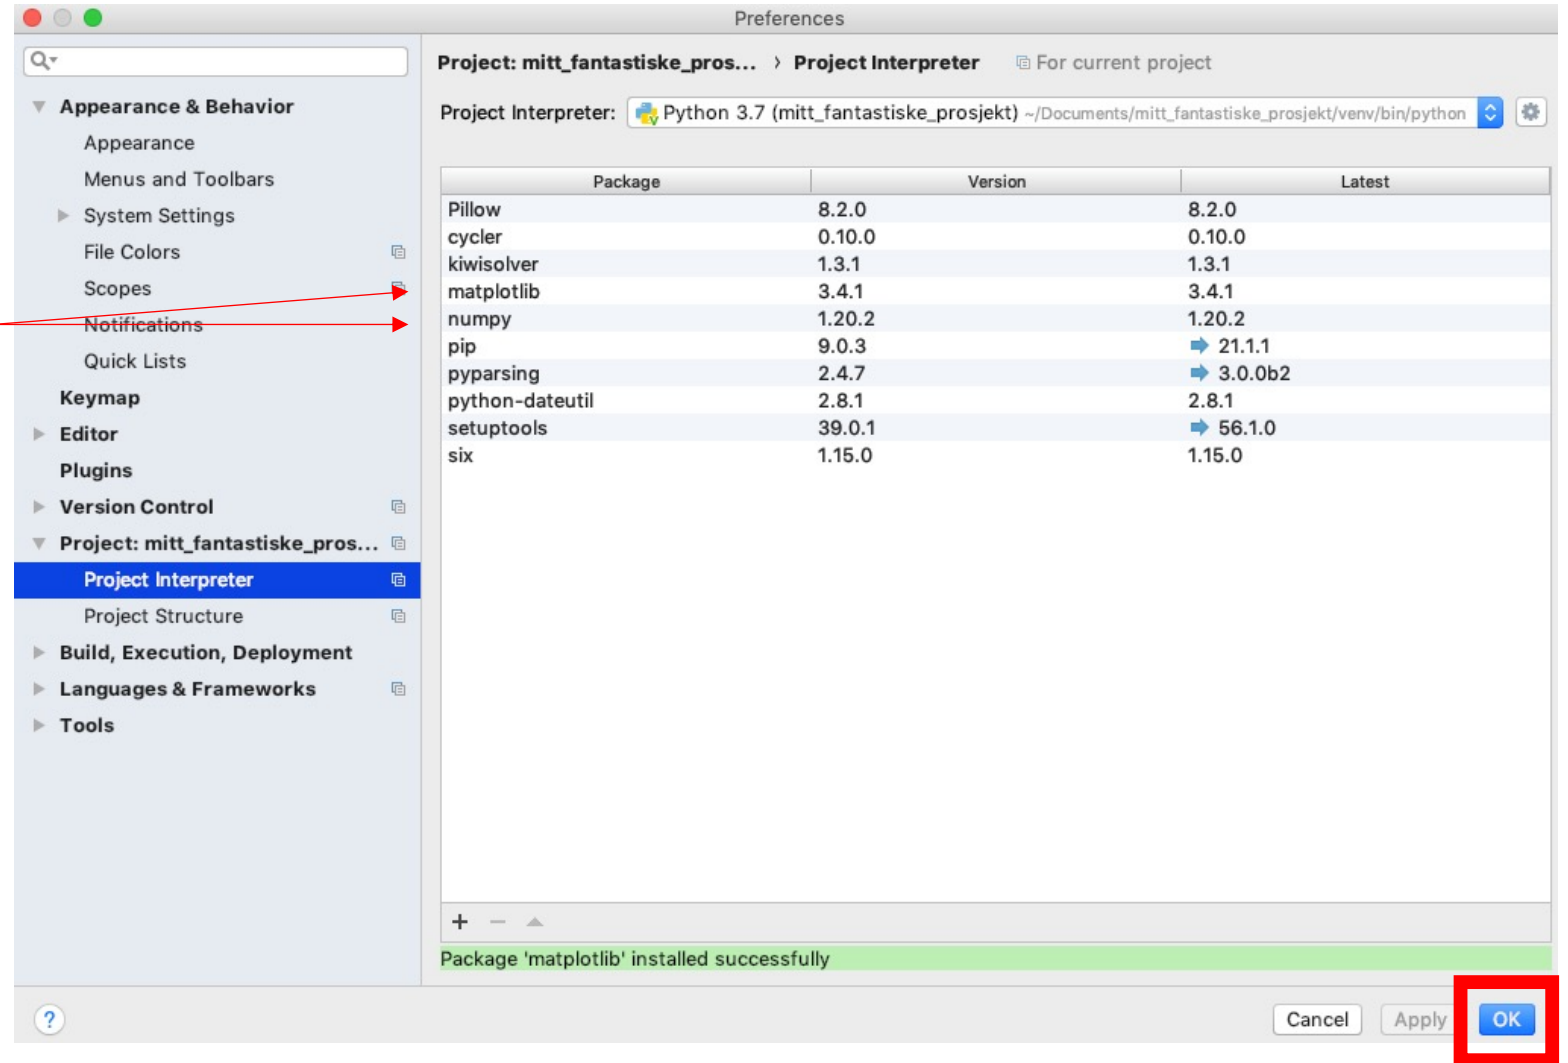 Preferences
Project: mitt_fantastiske_pros... › Project Interpreter For current project
Project Interpreter: Python 3.7 (mitt_fantastiske_prosjekt) ~/Documents/mitt_fantastiske_prosjekt/venv/bin/python
Appearance & Behavior
Appearance
Menus and Toolbars
System Settings
File Colors
Scopes
Notifications
Quick Lists
Keymap
Editor
Plugins
Version Control
Project: mitt_fantastiske_pros...
Project Interpreter
Project Structure
Build, Execution, Deployment
Languages & Frameworks
Tools
Package Version Latest
Pillow 8.2.0 8.2.0
cycler 0.10.0 0.10.0
kiwisolver 1.3.1 1.3.1
matplotlib 3.4.1 3.4.1
numpy 1.20.2 1.20.2
pip 9.0.3 21.1.1
pyparsing 2.4.7 3.0.0b2
python-dateutil 2.8.1 2.8.1
setuptools 39.0.1 56.1.0
six 1.15.0 1.15.0
Package 'matplotlib' installed successfully
? Cancel Apply OK